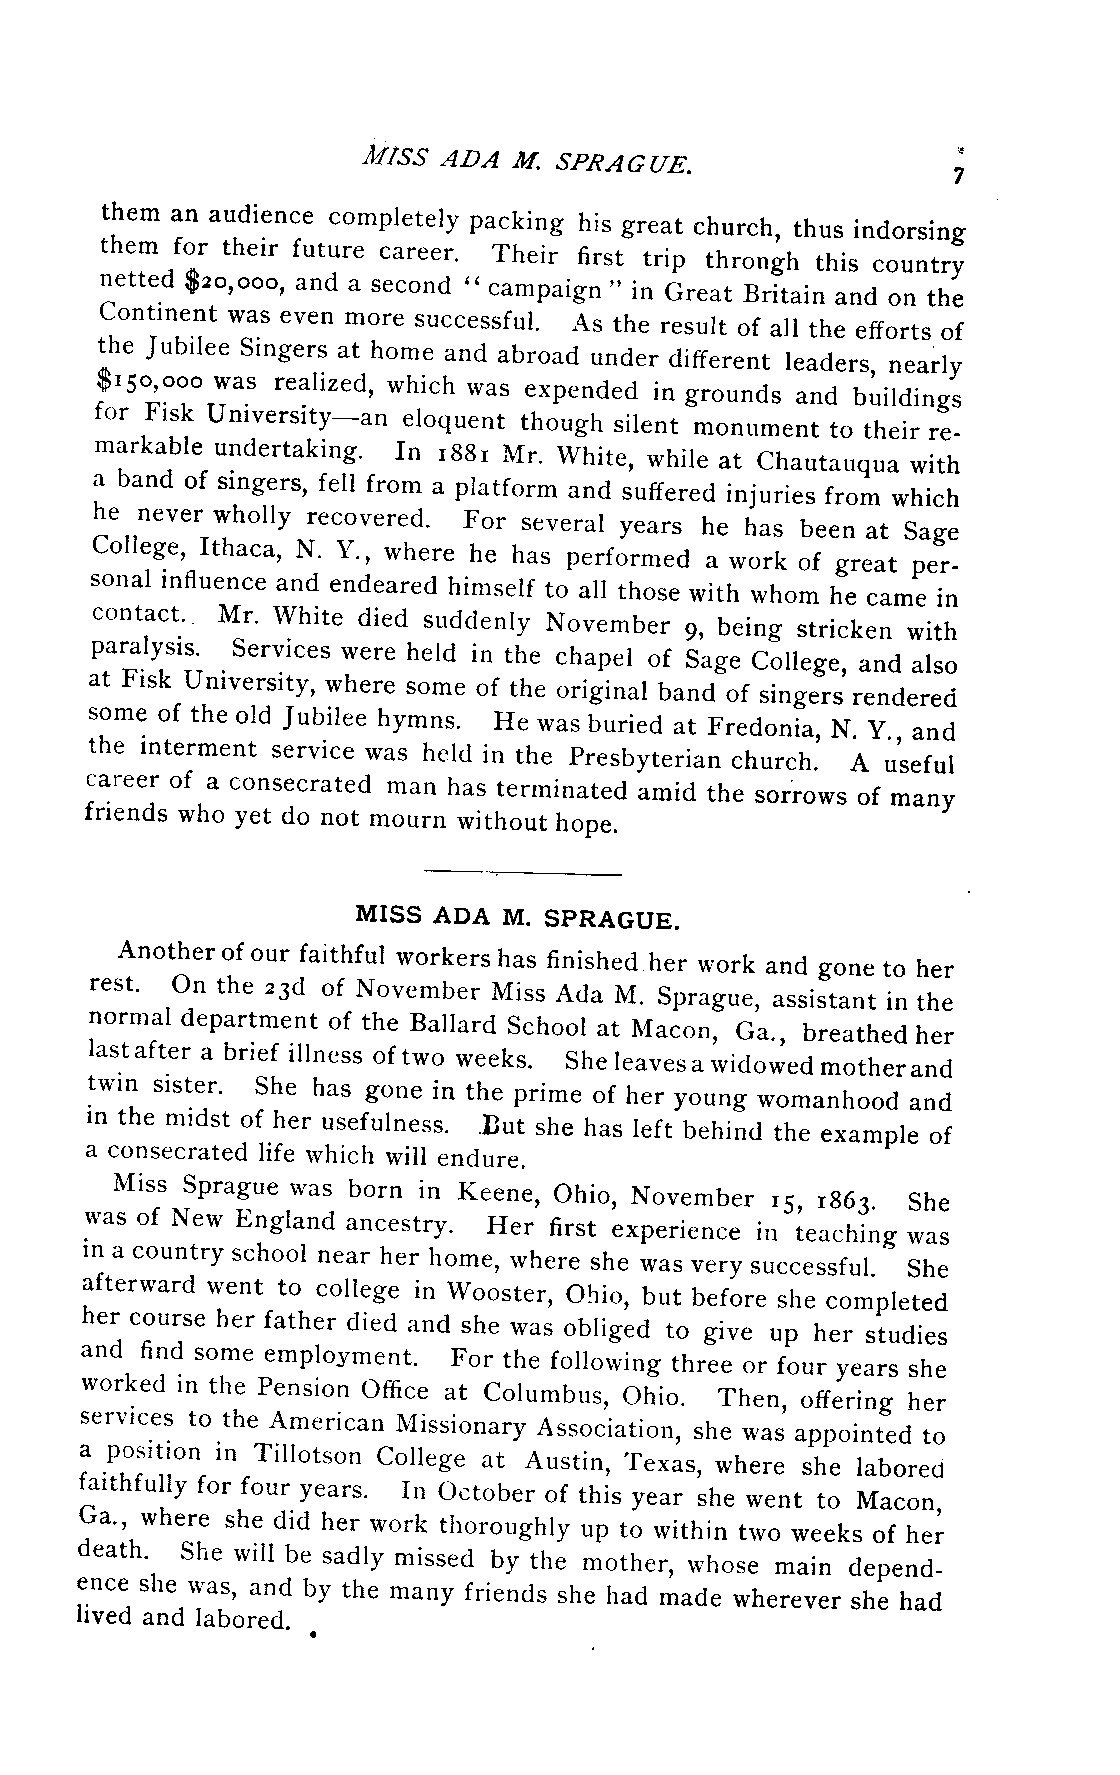 MISS ADA M. SPRAGUE.
7
them an audience completely packing his great church, thus indorsing
them for their future career. Their first trip throngh this country
netted $20,000, and a second “ campaign ” in Great Britain and on the
Continent was even more successful. As the result of all the efforts of
the Jubilee Singers at home and abroad under different leaders, nearly
$150,000 was realized, which was expended in grounds and buildings
for Fisk University—an eloquent though silent monument to their re-
markable undertaking. In 1881 Mr. White, while at Chautauqua with
a band of singers, fell from a platform and suffered injuries from which
he never wholly recovered. For several years he has been at Sage
College, Ithaca, N. Y., where he has performed a work of great per-
sonal influence and endeared himself to all those with whom he came in
contact. Mr. White died suddenly November 9, being stricken with
paralysis. Services were held in the chapel of Sage College, and also
at Fisk University, where some of the original band of singers rendered
some of the old Jubilee hymns. He was buried at Fredonia, N. Y., and
the interment service was held in the Presbyterian church. A useful
career of a consecrated man has terminated amid the sorrows of many
friends who yet do not mourn without hope.
MISS ADA M. SPRAGUE.
Another of our faithful workers has finished her work and gone to her
rest. On the 23d of November Miss Ada M. Sprague, assistant in the
normal department of the Ballard School at Macon, Ga., breathed her
last after a brief illness of two weeks. She leaves a widowed mother and
twin sister. She has gone in the prime of her young womanhood and
in the midst of her usefulness. But she has left behind the example of
a consecrated life which will endure.
Miss Sprague was born in Keene, Ohio, November 15, 1863. She
was of New England ancestry. Her first experience in teaching was
in a country school near her home, where she was very successful. She
afterward went to college in Wooster, Ohio, but before she completed
her course her father died and she was obliged to give up her studies
and find some employment. For the following three or four years she
worked in the Pension Office at Columbus, Ohio. Then, offering her
services to the American Missionary Association, she was appointed to
a position in Tillotson College at Austin, Texas, where she labored
faithfully for four years. In October of this year she went to Macon,
Ga., where she did her work thoroughly up to within two weeks of her
death. She will be sadly missed by the mother, whose main depend-
ence she was, and by the many friends she had made wherever she had
lived and labored.